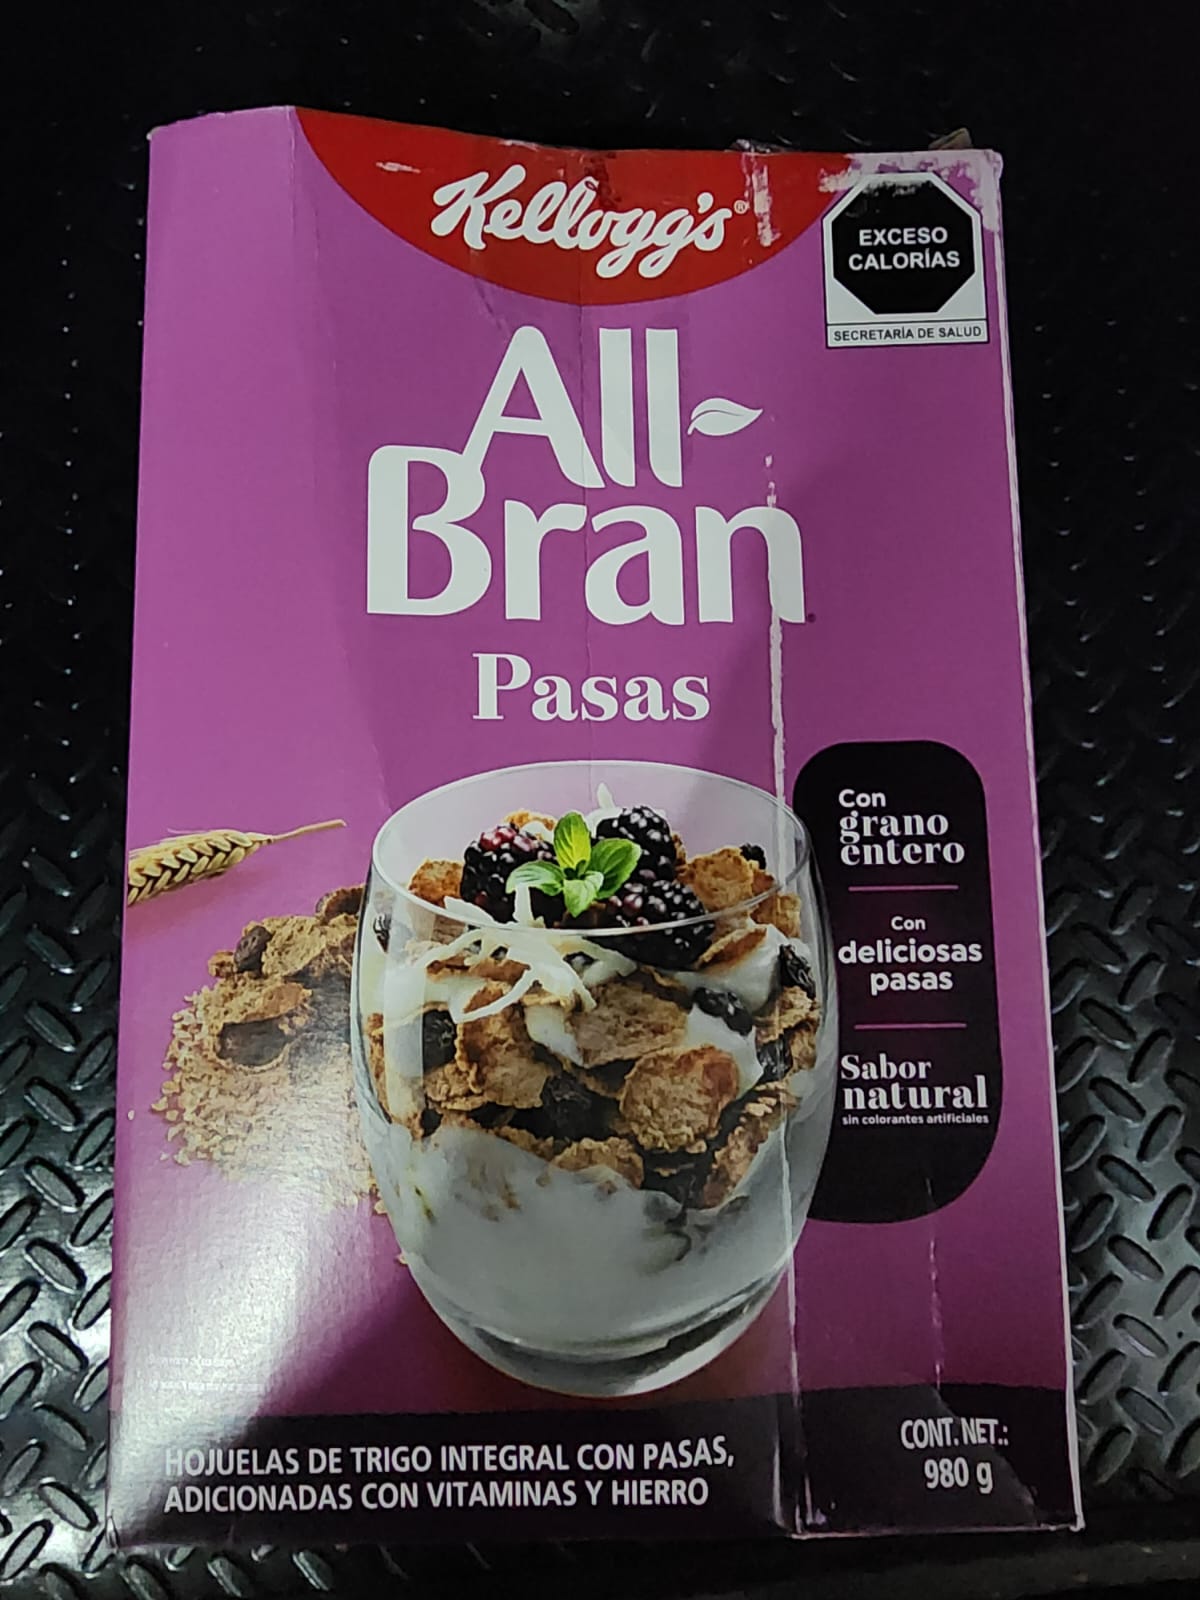 Kellogg's®
EXCESO
CALORÍAS
SECRETARÍA DE SALUD
All-
Bran
Pasas
Con
grano
entero
Con
deliciosas
pasas
Sabor
natural
sin colorantes artificiales
HOJUELAS DE TRIGO INTEGRAL CON PASAS,
ADICIONADAS CON VITAMINAS Y HIERRO
CONT. NET.:
980 g